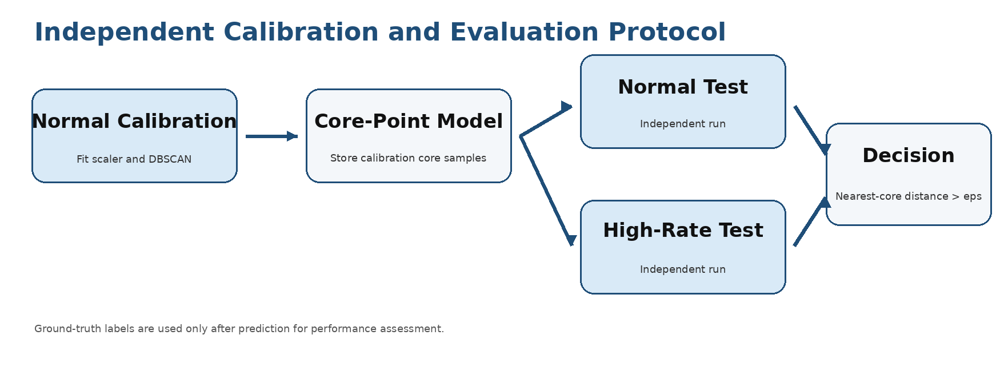 Independent Calibration and Evaluation Protocol
Normal Calibration
Fit scaler and DBSCAN
Core-Point Model
Store calibration core samples
Normal Test
Independent run
High-Rate Test
Independent run
Decision
Nearest-core distance > eps
Ground-truth labels are used only after prediction for performance assessment.